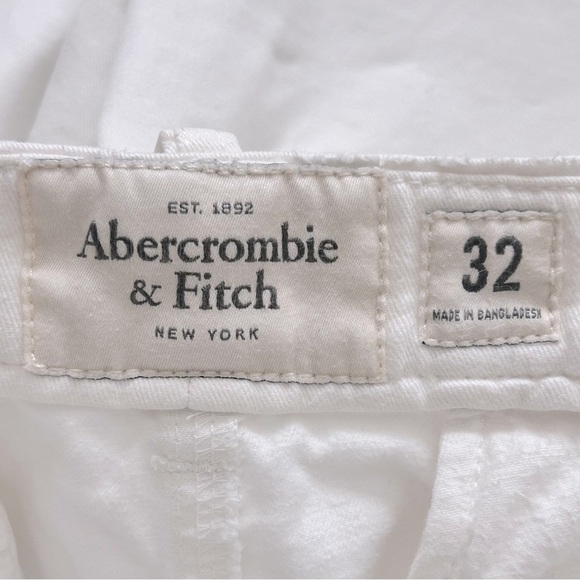 EST. 1892
Abercrombie
& Fitch
NEW YORK
32
MADE IN BANGLADESH